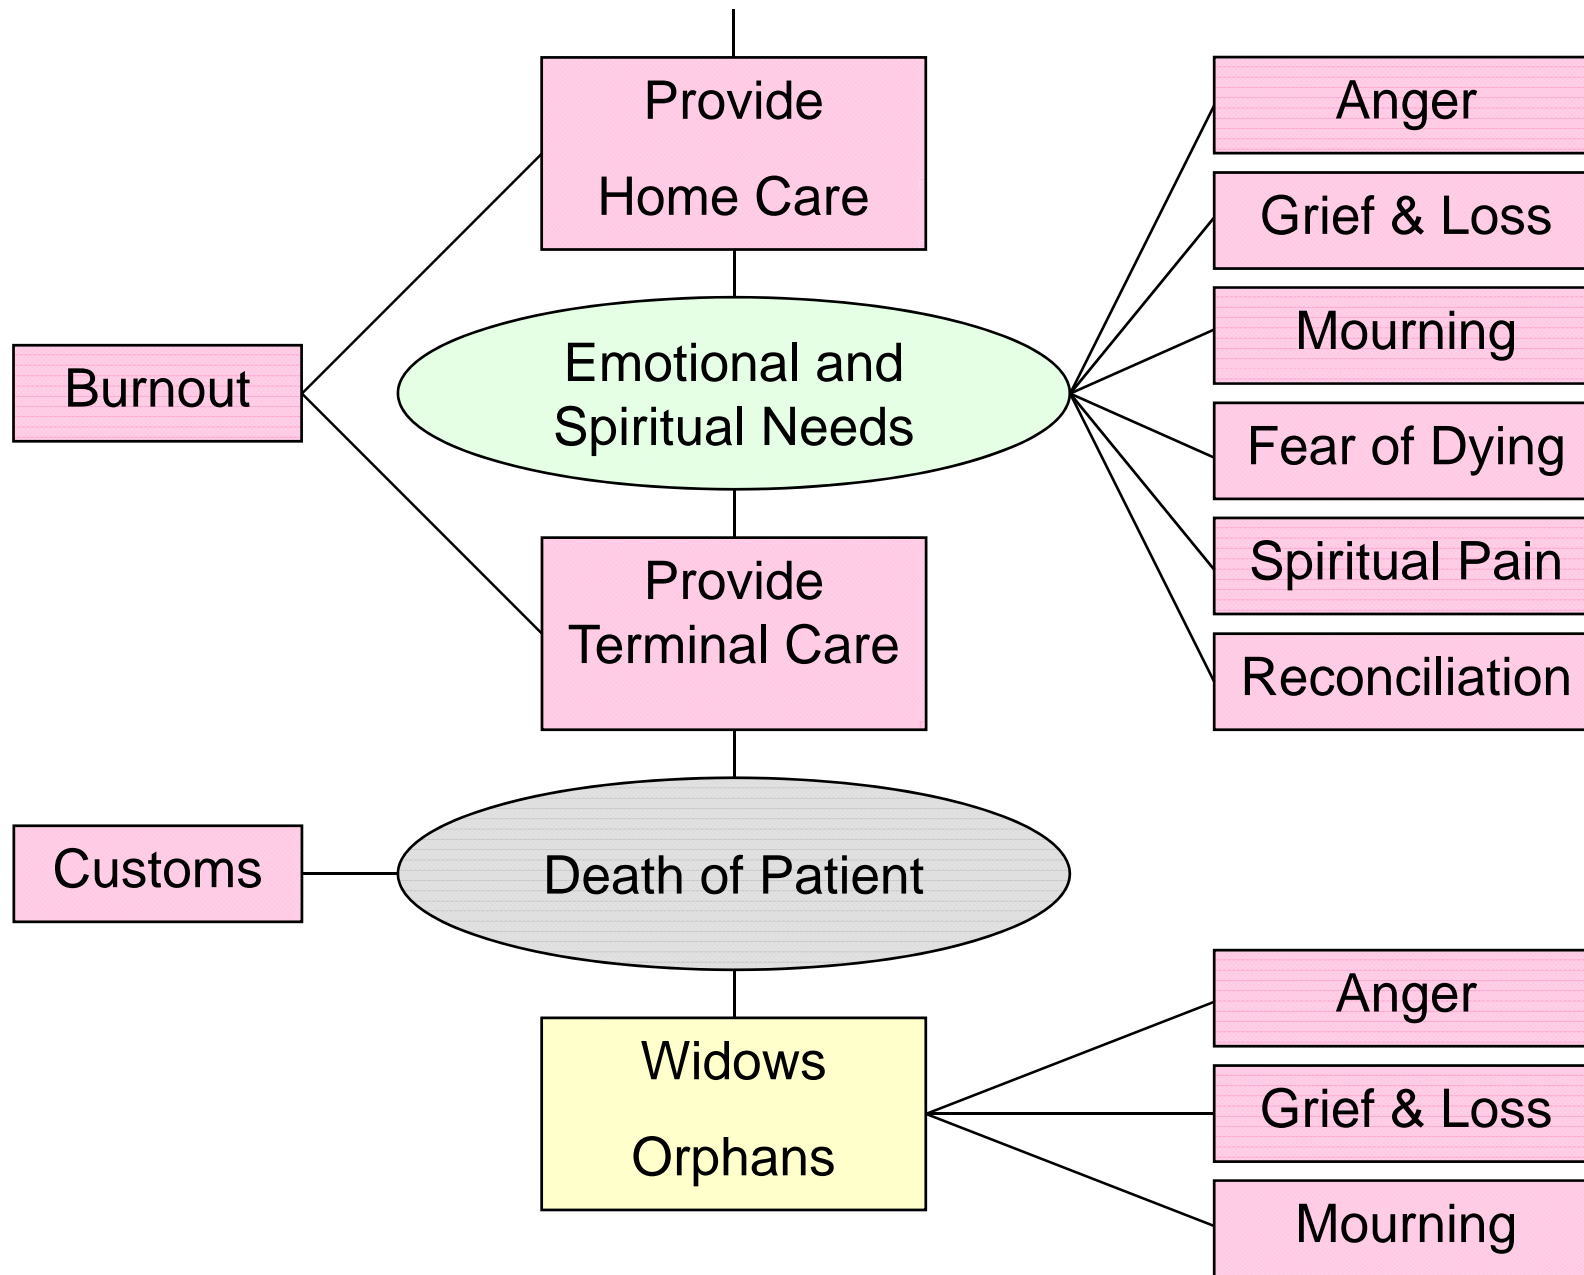 Provide
Home Care
Anger
Grief & Loss
Mourning
Burnout
Emotional and
Spiritual Needs
Fear of Dying
Spiritual Pain
Provide
Terminal Care
Reconciliation
Customs
Death of Patient
Anger
Widows
Orphans
Grief & Loss
Mourning